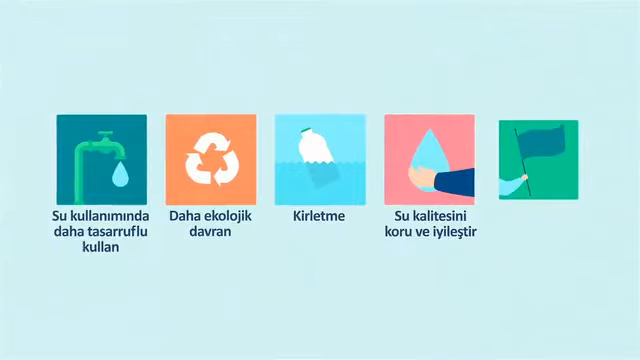 Su kullanımında
daha tasarruflu
kullan
Daha ekolojik
davran
Kirletme
Su kalitesini
koru ve iyileştir